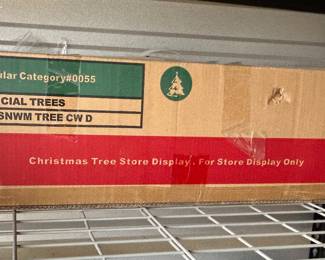 ular Category#0055
CIAL TREES
SNWM TREE CW D
Christmas Tree Store Display . For Store Display Only